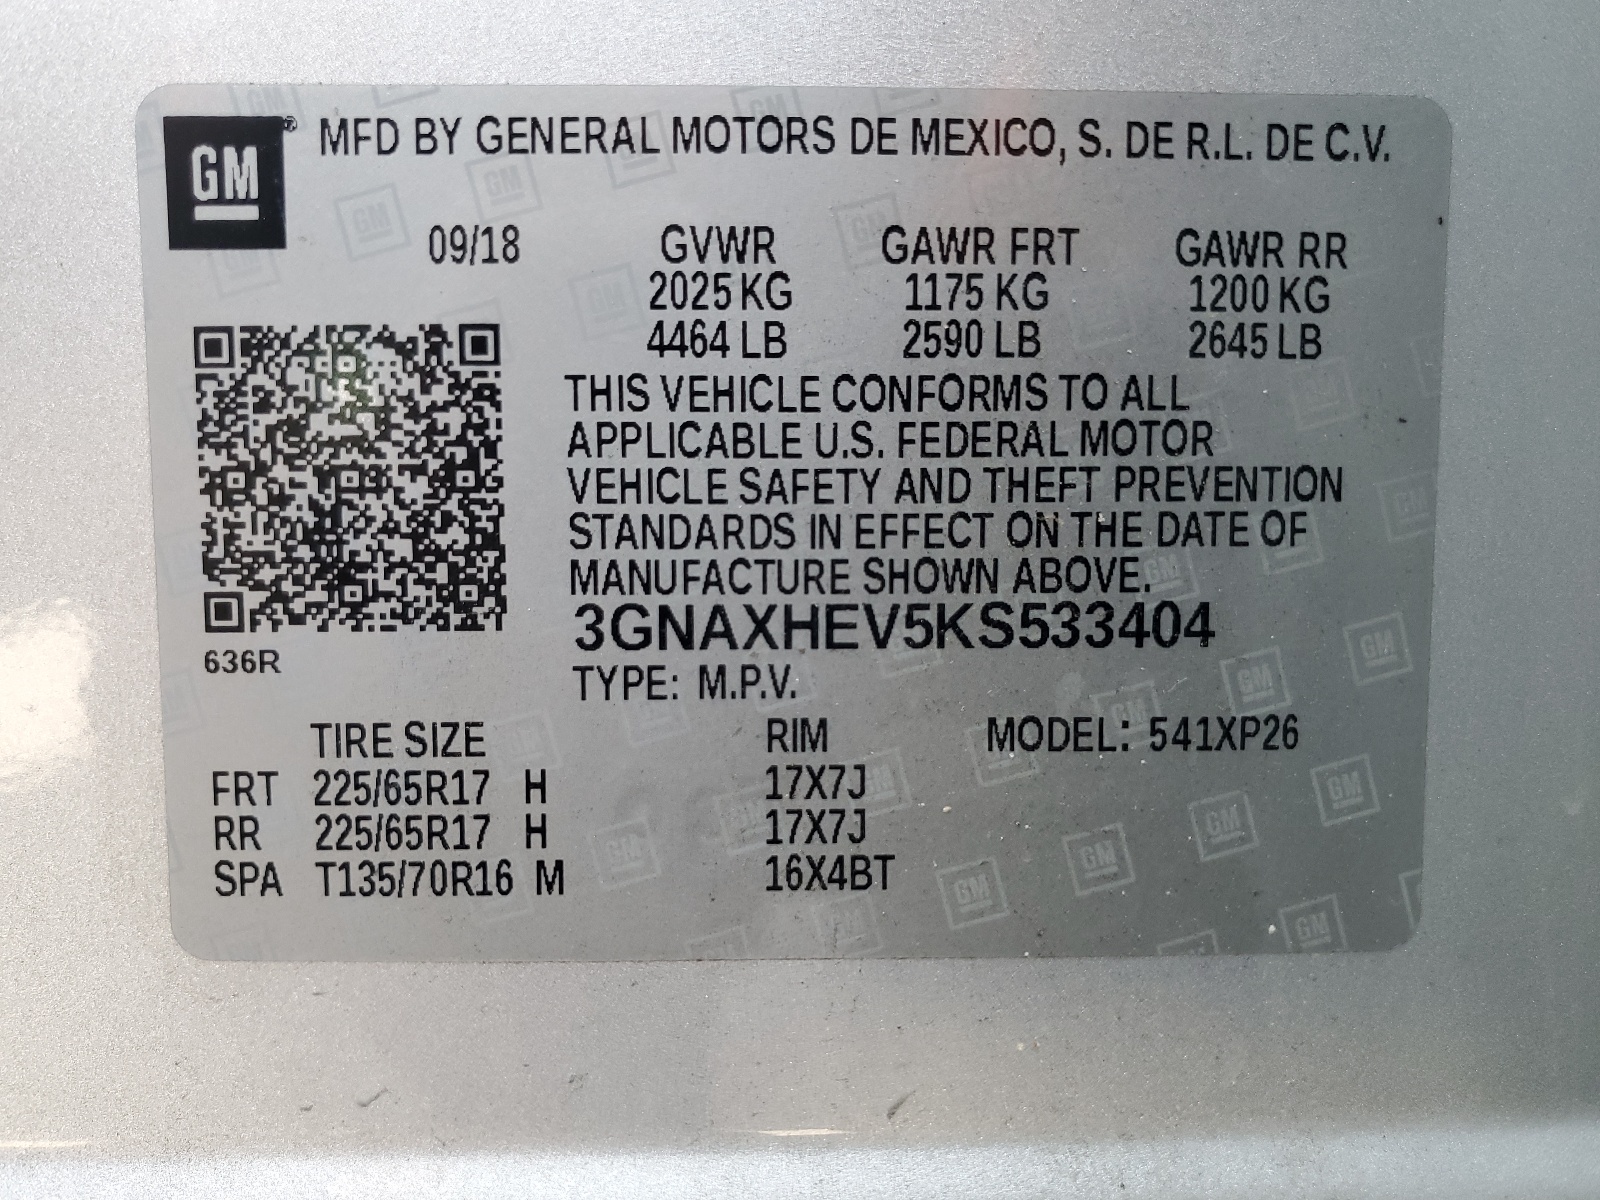 GM® MFD BY GENERAL MOTORS DE MEXICO, S. DE R.L. DE C.V.
09/18 GVWR GAWR FRT GAWR RR
2025 KG 1175 KG 1200 KG
4464 LB 2590 LB 2645 LB
THIS VEHICLE CONFORMS TO ALL
APPLICABLE U.S. FEDERAL MOTOR
VEHICLE SAFETY AND THEFT PREVENTION
STANDARDS IN EFFECT ON THE DATE OF
MANUFACTURE SHOWN ABOVE.
3GNAXHEV5KS533404
636R
TYPE: M.P.V.
TIRE SIZE RIM MODEL: 541XP26
FRT 225/65R17 H 17X7J
RR 225/65R17 H 17X7J
SPA T135/70R16 M 16X4BT